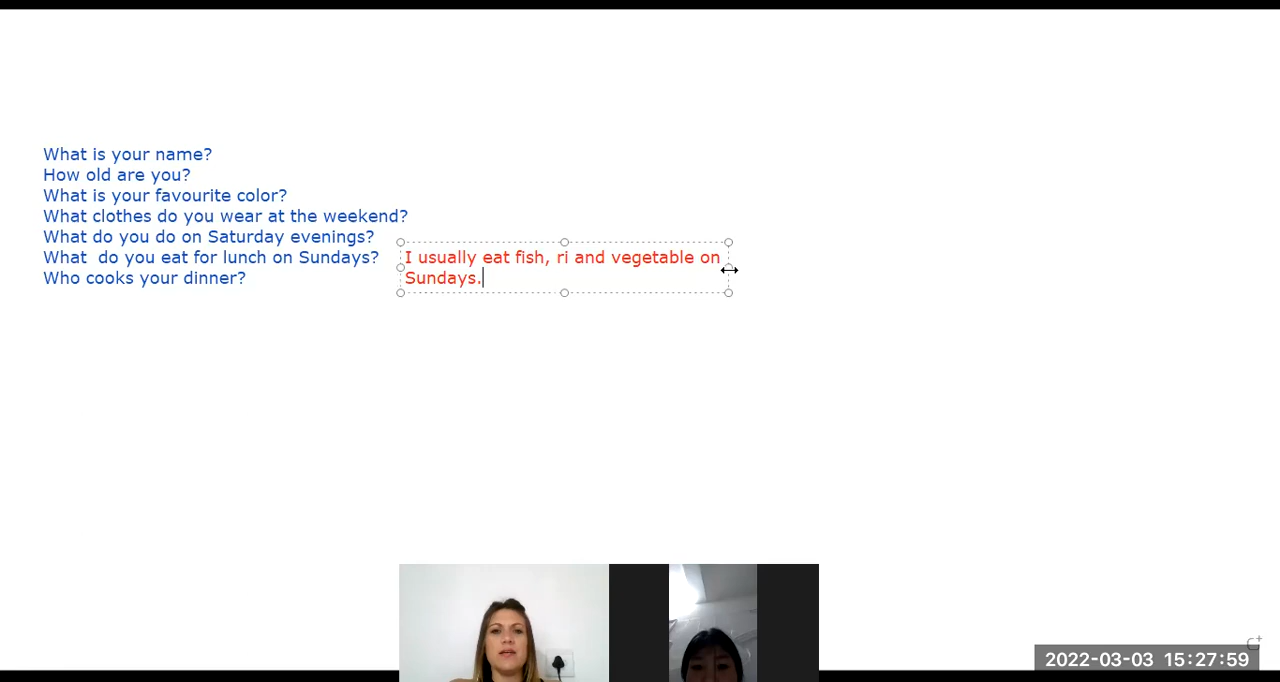 What is your name?
How old are you?
What is your favourite color?
What clothes do you wear at the weekend?
What do you do on Saturday evenings?
What  do you eat for lunch on Sundays?
I usually eat fish, ri and vegetable on
Sundays.
Who cooks your dinner?
2022-03-03 15:27:59